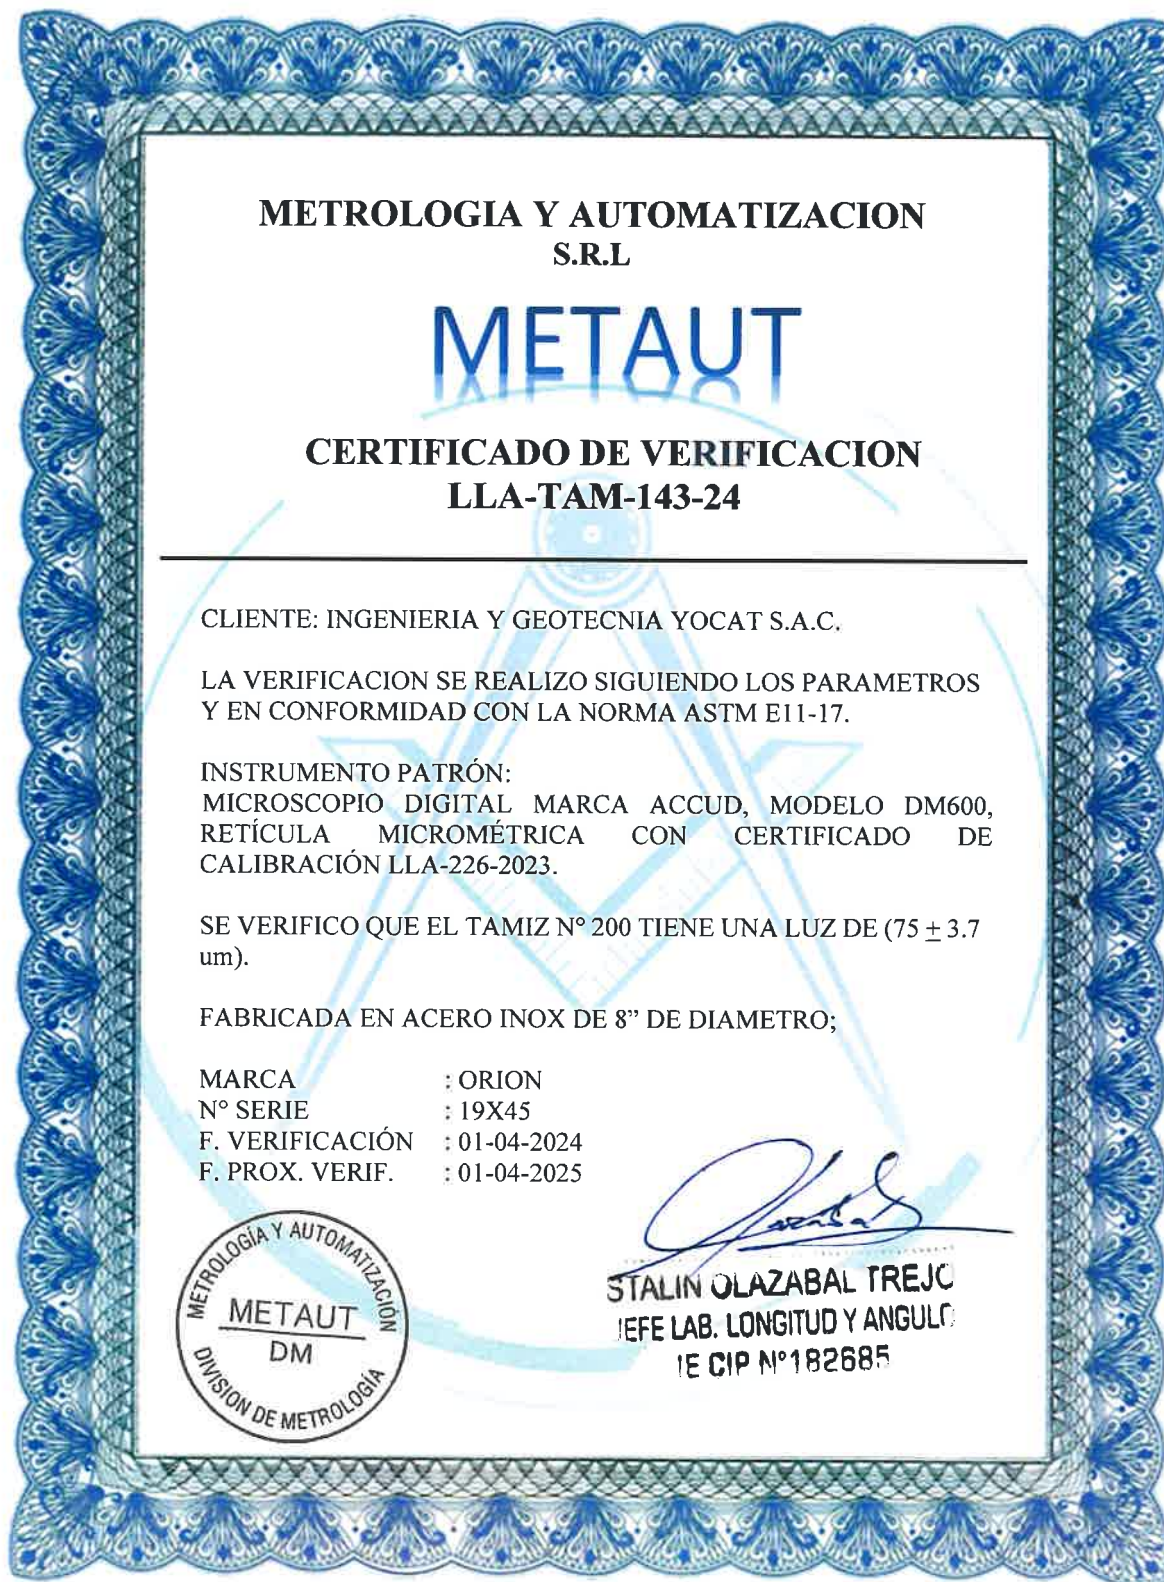 METROLOGIA Y AUTOMATIZACION
S.R.L
METAUT
CERTIFICADO DE VERIFICACION
LLA-TAM-143-24
CLIENTE: INGENIERIA Y GEOTECNIA YOCAT S.A.C.
LA VERIFICACION SE REALIZO SIGUIENDO LOS PARAMETROS
Y EN CONFORMIDAD CON LA NORMA ASTM E11-17.
INSTRUMENTO PATRÓN:
MICROSCOPIO DIGITAL MARCA ACCUD, MODELO DM600,
RETÍCULA MICROMÉTRICA CON CERTIFICADO DE
CALIBRACIÓN LLA-226-2023.
SE VERIFICO QUE EL TAMIZ N° 200 TIENE UNA LUZ DE (75 ± 3.7
um).
FABRICADA EN ACERO INOX DE 8” DE DIAMETRO;
MARCA : ORION
N° SERIE : 19X45
F. VERIFICACIÓN : 01-04-2024
F. PROX. VERIF. : 01-04-2025
METROLOGÍA Y AUTOMATIZACIÓN
METAUT
DM
DIVISION DE METROLOGÍA
STALIN OLAZABAL TREJO
JEFE LAB. LONGITUD Y ANGULO
IE CIP N°182685